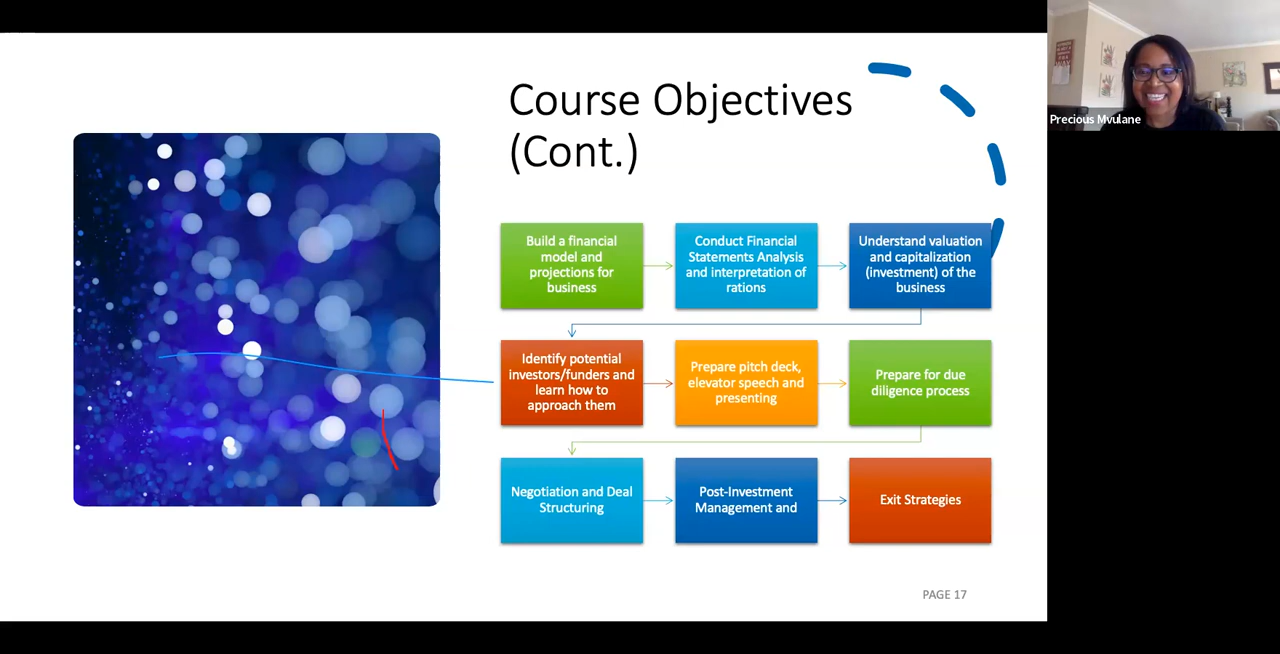 Course Objectives
(Cont.)
Precious Mvulane
Build a financial
model and
projections for
business
Conduct Financial
Statements Analysis
and interpretation of
rations
Understand valuation
and capitalization
(investment) of the
business
Identify potential
investors/funders and
learn how to
approach them
Prepare pitch deck,
elevator speech and
presenting
Prepare for due
diligence process
Negotiation and Deal
Structuring
Post-Investment
Management and
Exit Strategies
PAGE 17